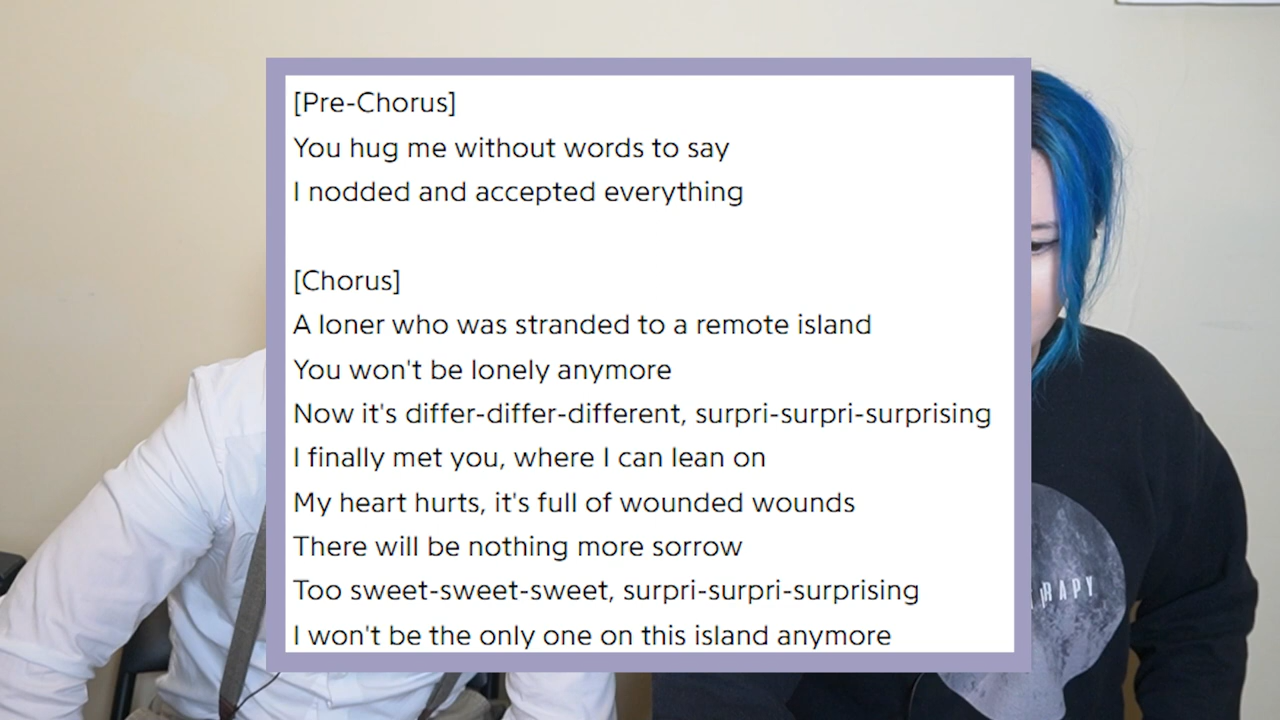 [Pre-Chorus]
You hug me without words to say
I nodded and accepted everything
[Chorus]
A loner who was stranded to a remote island
You won't be lonely anymore
Now it's differ-differ-different, surpri-surpri-surprising
I finally met you, where I can lean on
My heart hurts, it's full of wounded wounds
There will be nothing more sorrow
Too sweet-sweet-sweet, surpri-surpri-surprising
I won't be the only one on this island anymore